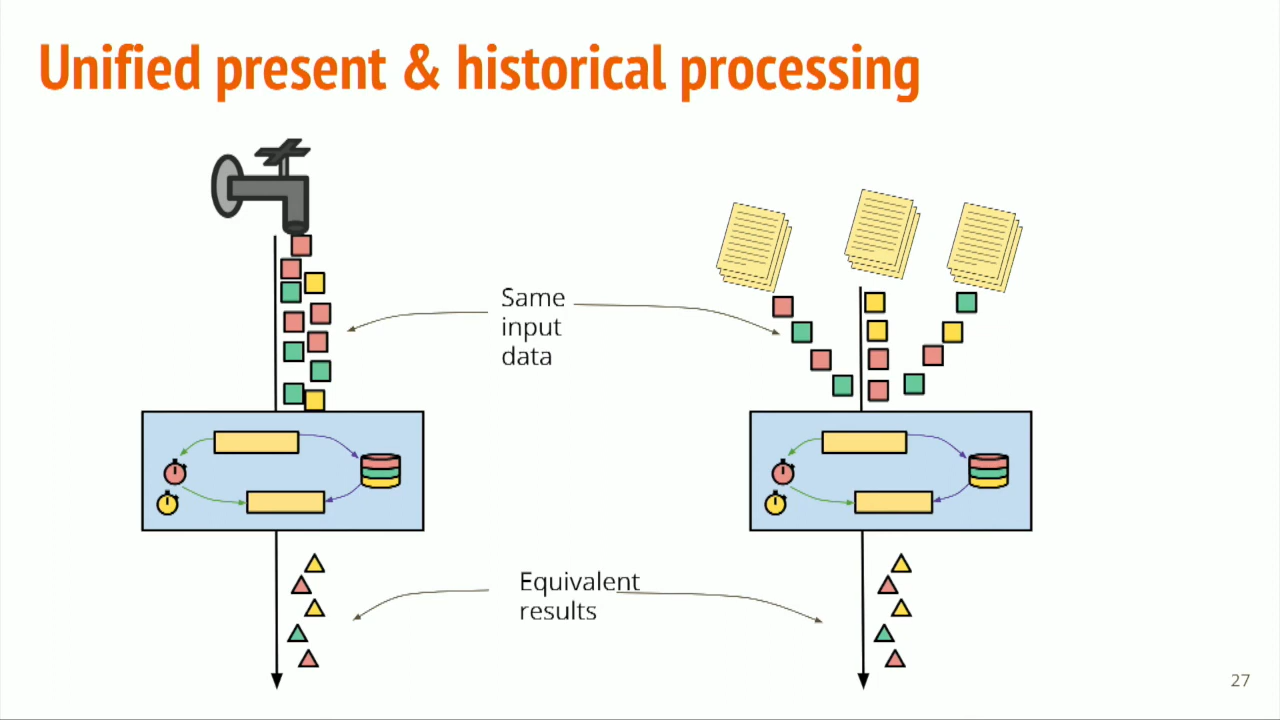 Unified present & historical processing
Same
input
data
Equivalent
results
27